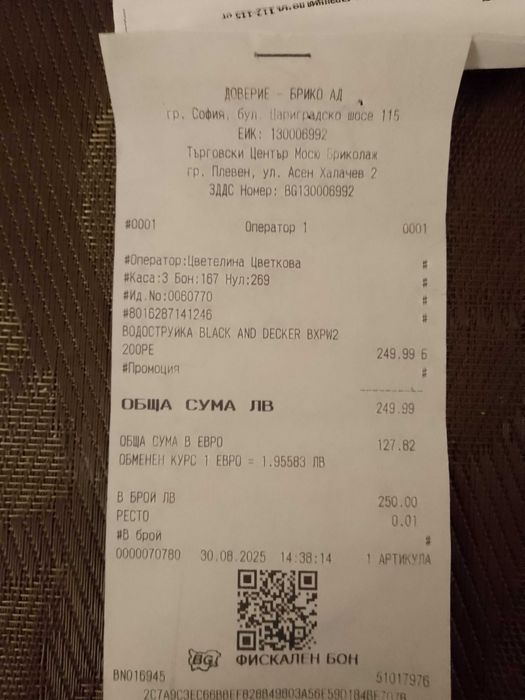 ДОВЕРИЕ - БРИКО АД
гр. София, бул. Цариградско шосе 115
ЕИК: 130006992
Търговски Център Мосю Бриколаж
гр. Плевен, ул. Асен Халачев 2
ЗДДС Номер: BG130006992
#0001 Оператор 1 0001
#Оператор:Цветелина Цветкова #
#Каса:3 Бон:167 Нул:269 #
#Ид.No:0060770 #
#8016287141246 #
ВОДОСТРУЙКА BLACK AND DECKER BXPW2
200PE 249.99 Б
#Промоция #
ОБЩА СУМА ЛВ 249.99
ОБЩА СУМА В ЕВРО 127.82
ОБМЕНЕН КУРС 1 ЕВРО = 1.95583 ЛВ
В БРОЙ ЛВ 250.00
РЕСТО 0.01
#В брой #
0000070780 30.08.2025 14:38:14 1 АРТИКУЛА
BG ФИСКАЛЕН БОН
BN016945 51017976